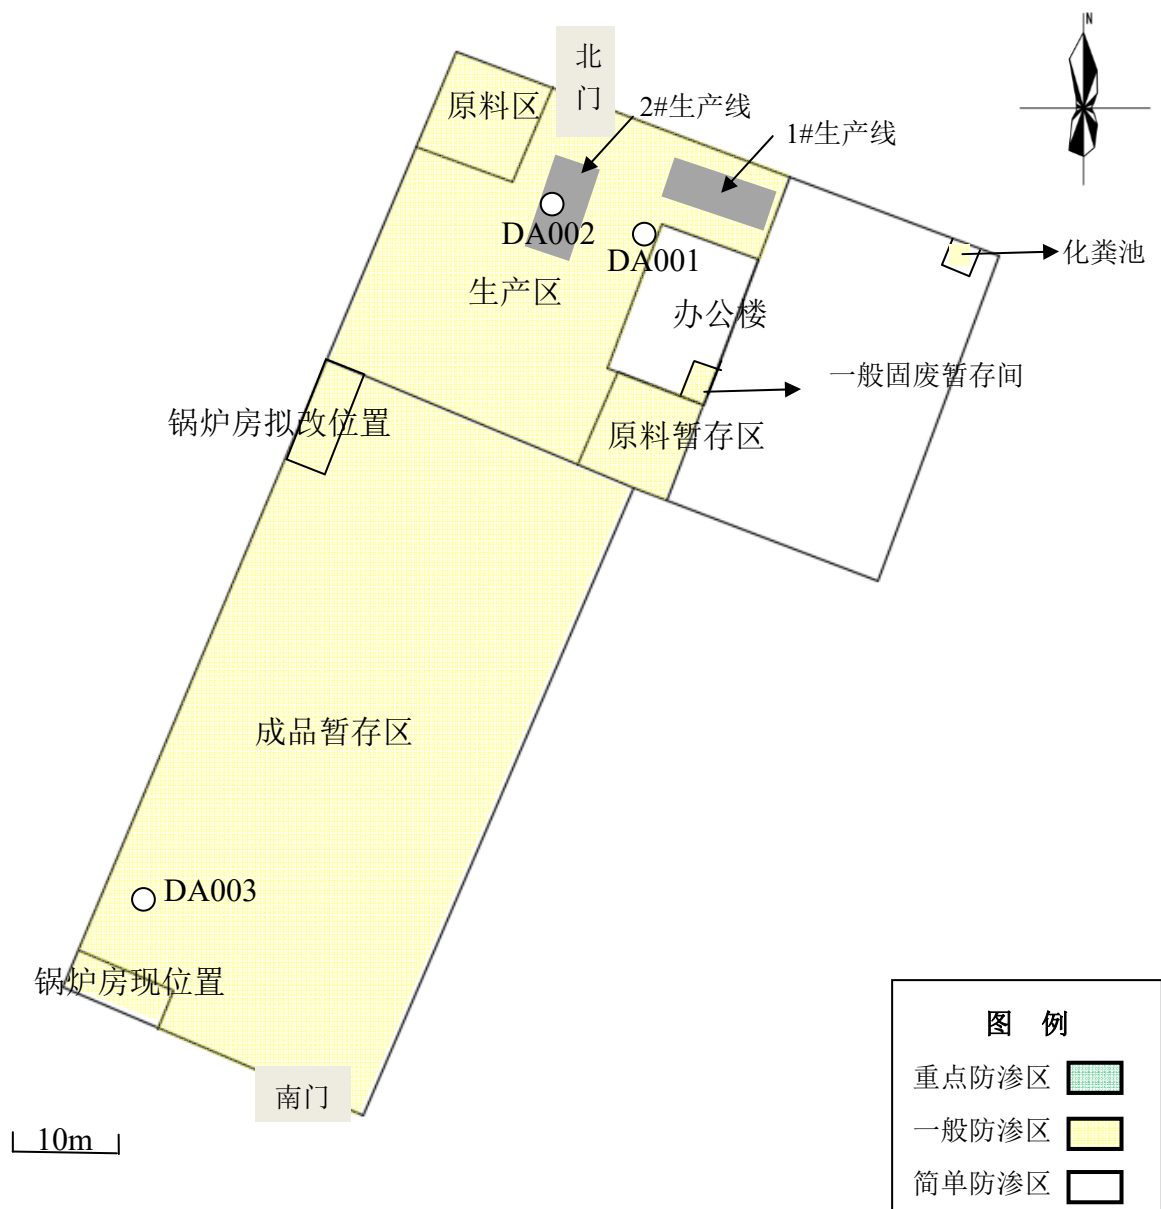 N
北
门
原料区
2#生产线
1#生产线
DA002
DA001
化粪池
生产区
办公楼
一般固废暂存间
锅炉房拟改位置
原料暂存区
成品暂存区
DA003
锅炉房现位置
南门
10m
图 例
重点防渗区
一般防渗区
简单防渗区